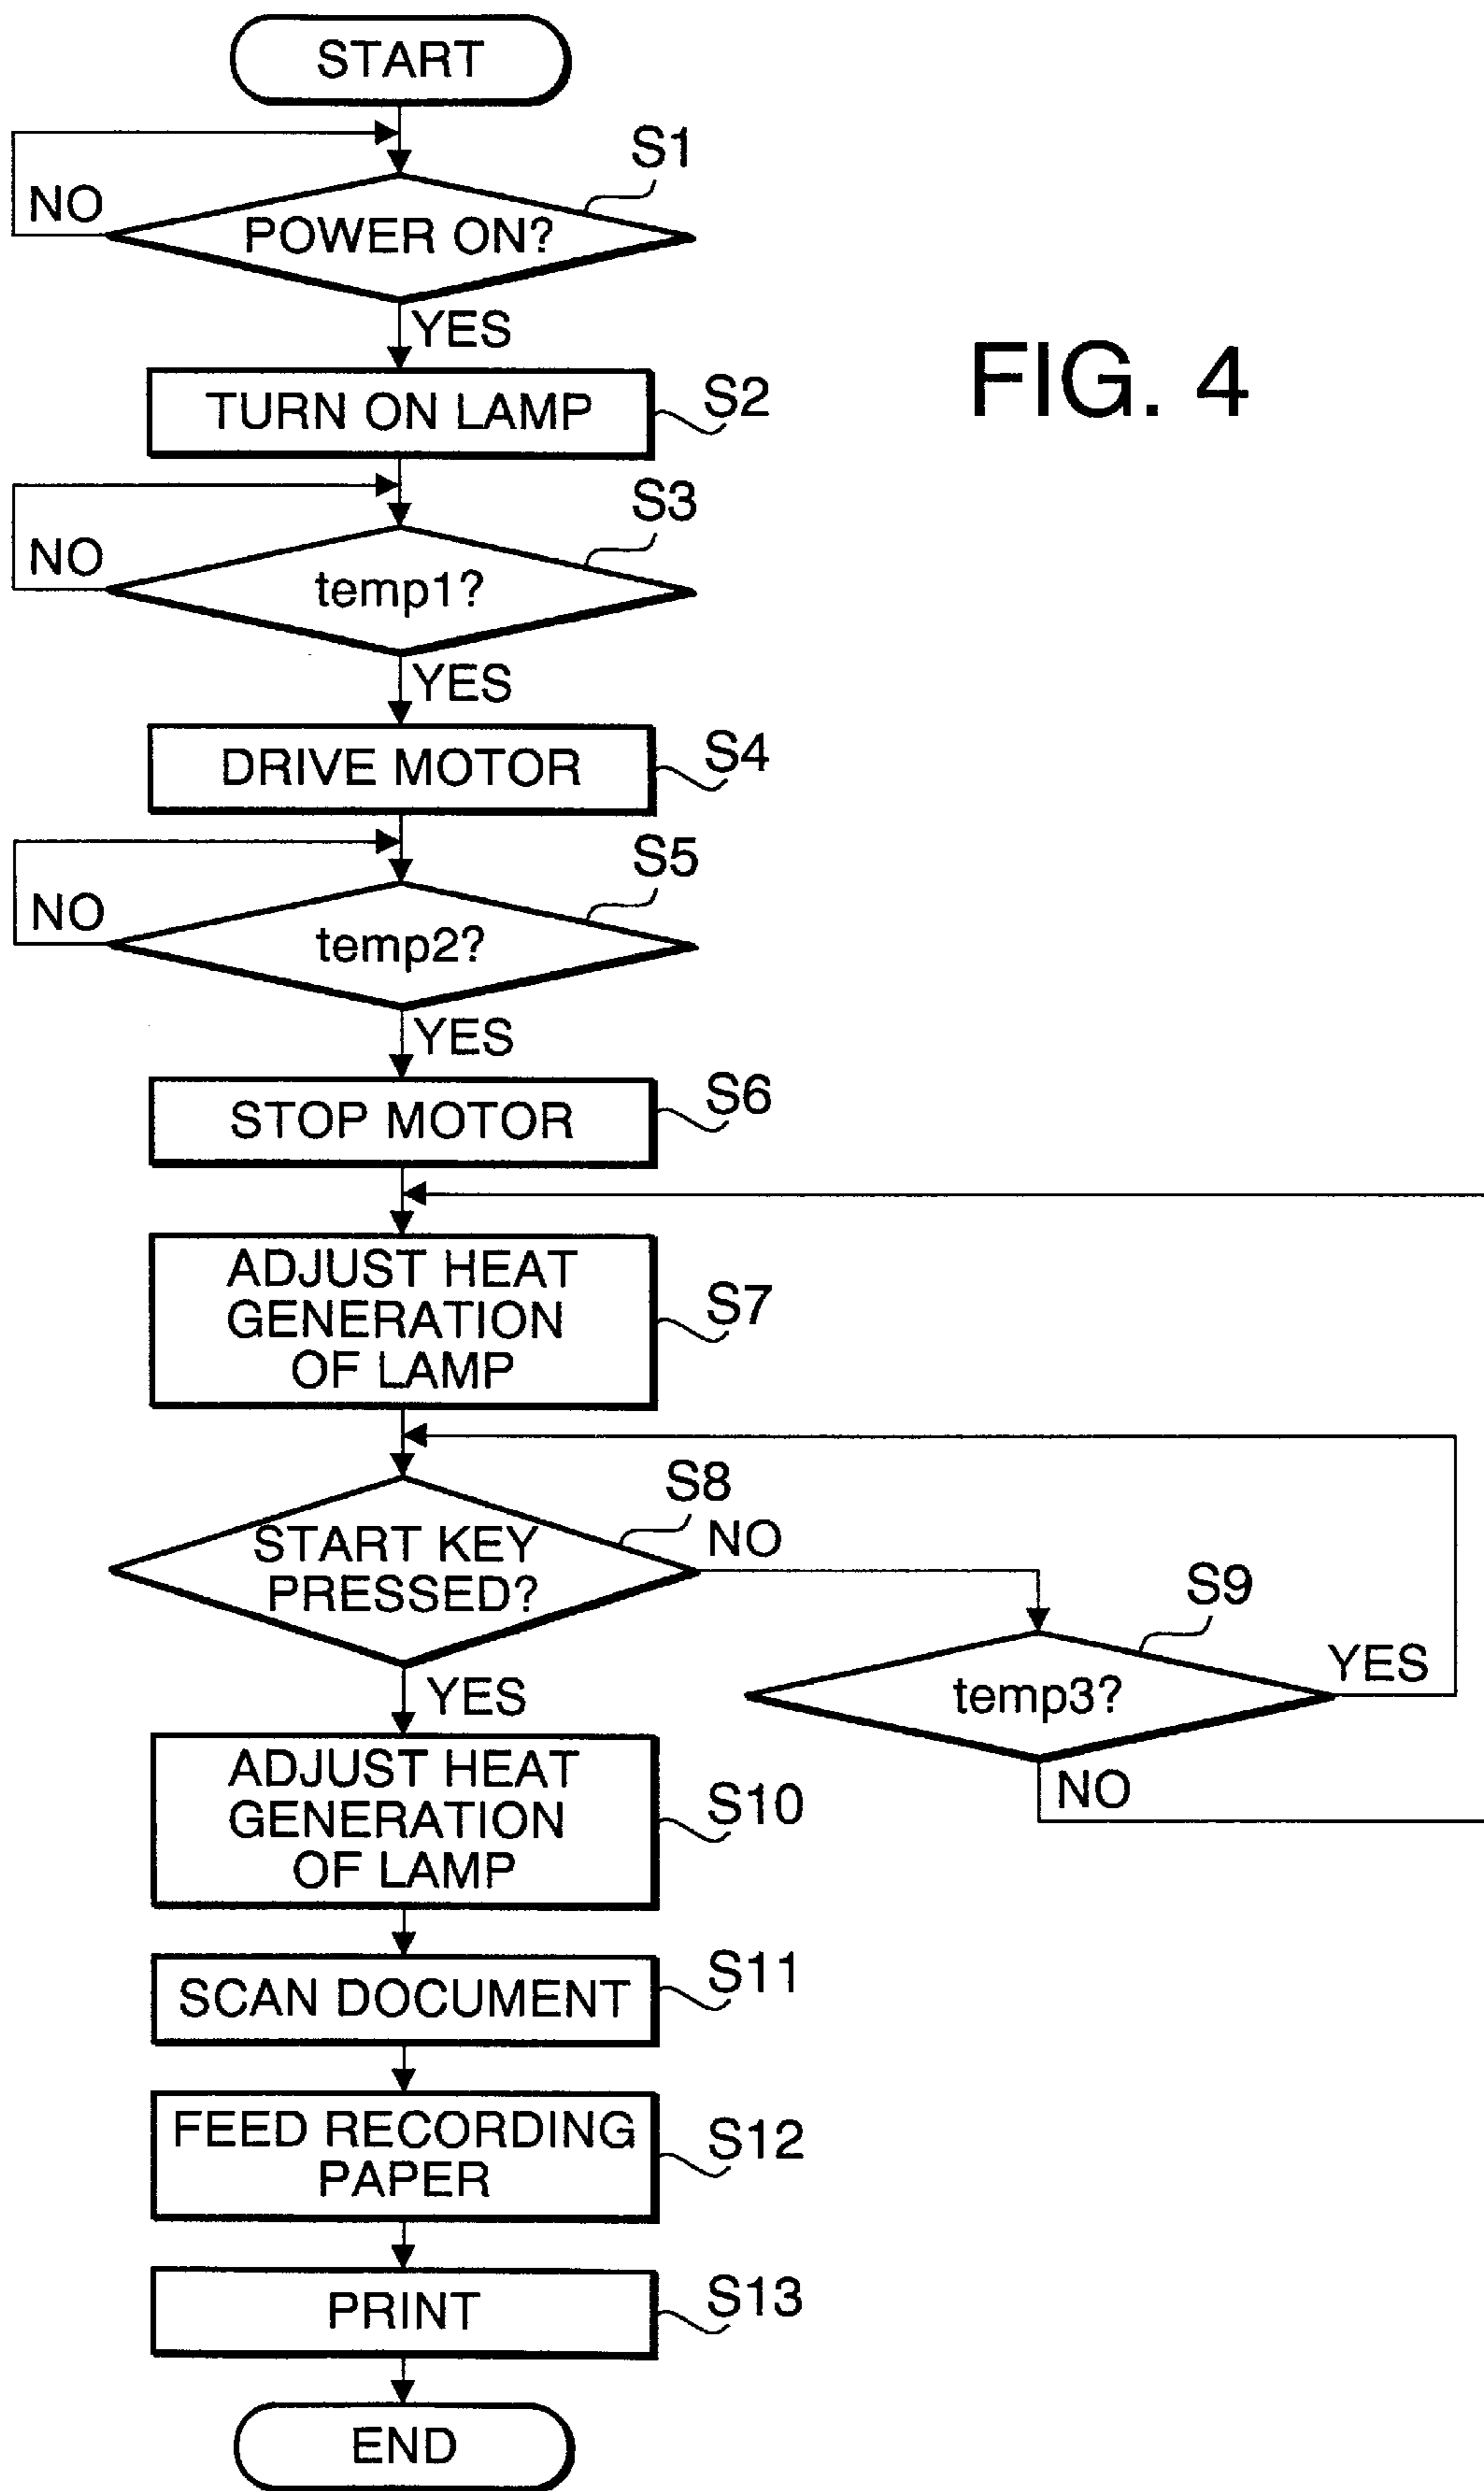 START
S1
NO
POWER ON?
YES
FIG. 4
TURN ON LAMP
S2
S3
NO
temp1?
YES
DRIVE MOTOR
S4
S5
NO
temp2?
YES
STOP MOTOR
S6
ADJUST HEAT
GENERATION
OF LAMP
S7
S8
START KEY
PRESSED?
NO
S9
YES
temp3?
YES
NO
ADJUST HEAT
GENERATION
OF LAMP
S10
SCAN DOCUMENT
S11
FEED RECORDING
PAPER
S12
PRINT
S13
END